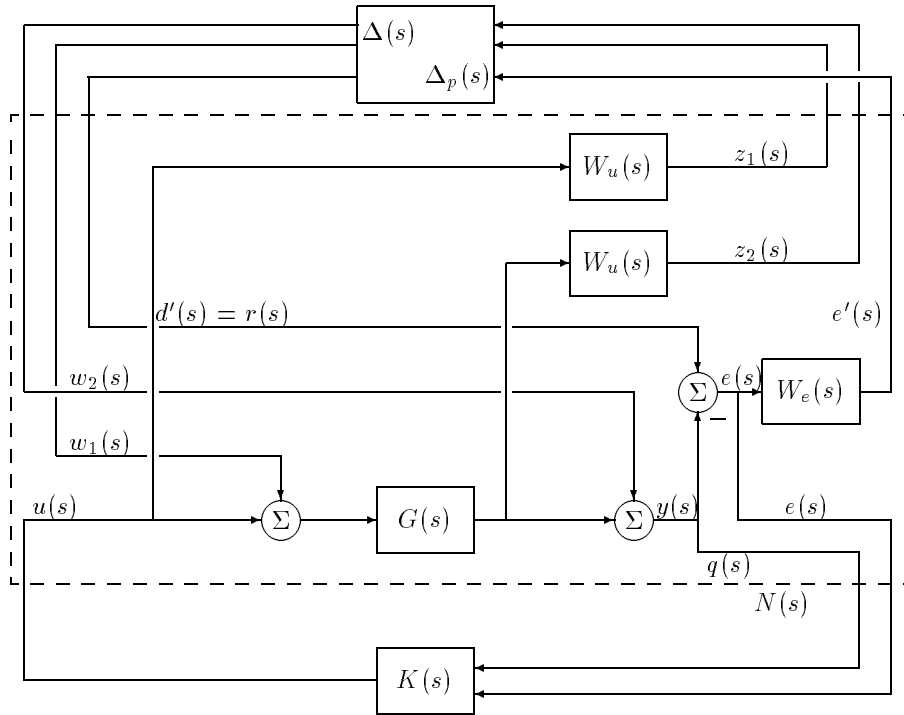 Δ(s)
Δ_p(s)
W_u(s)
z_1(s)
W_u(s)
z_2(s)
d'(s) = r(s)
e'(s)
w_2(s)
Σ
e(s)
W_e(s)
−
w_1(s)
u(s)
Σ
G(s)
Σ
y(s)
e(s)
q(s)
N(s)
K(s)